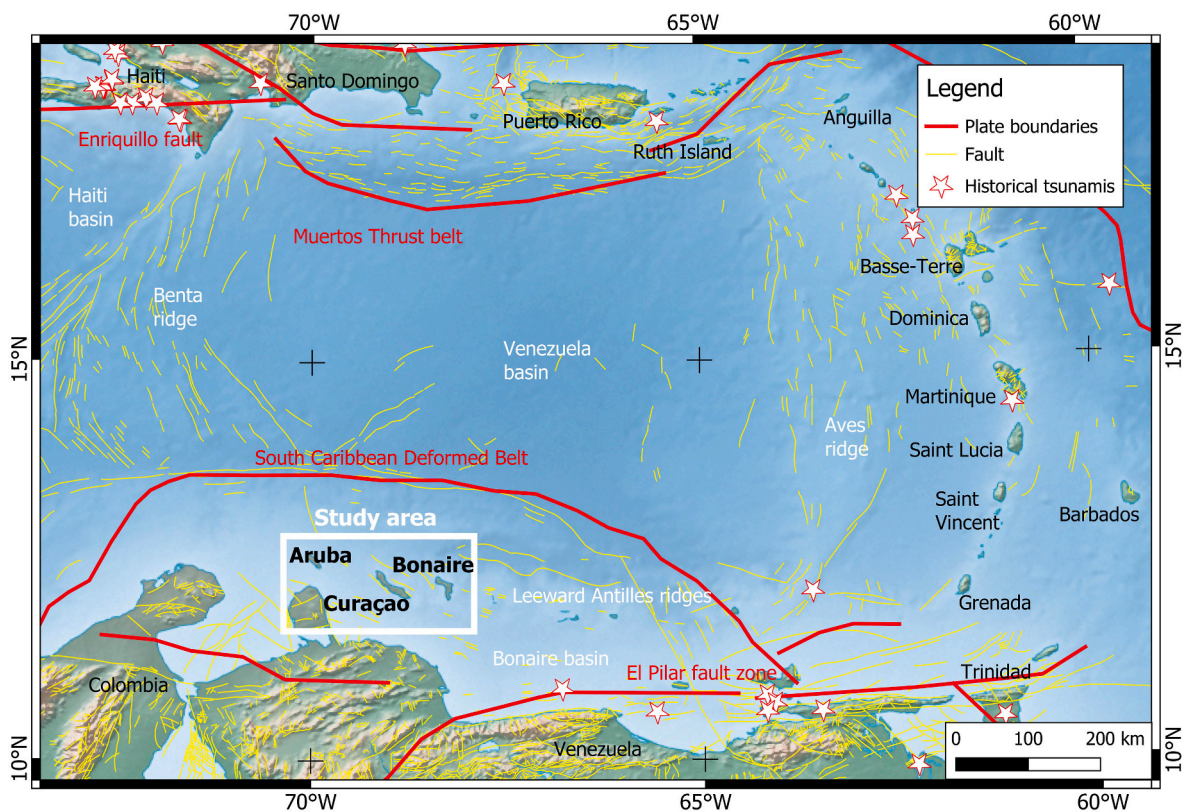 70°W
65°W
60°W
Haiti
Santo Domingo
Puerto Rico
Enriquillo fault
Ruth Island
Anguilla
Legend
Plate boundaries
Fault
Historical tsunamis
Haiti
basin
Muertos Thrust belt
Basse-Terre
Benta
ridge
Dominica
15°N
Venezuela
basin
15°N
Martinique
Aves
ridge
Saint Lucia
South Caribbean Deformed Belt
Saint
Vincent
Barbados
Study area
Aruba
Bonaire
Curaçao
Leeward Antilles ridges
Grenada
Bonaire basin
El Pilar fault zone
Trinidad
Colombia
Venezuela
0 100 200 km
10°N
10°N
70°W
65°W
60°W